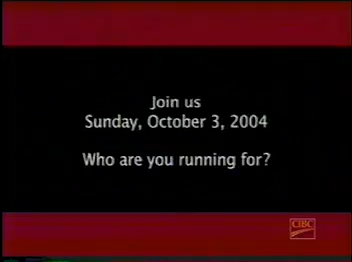 Join us
Sunday, October 3, 2004
Who are you running for?
CIBC